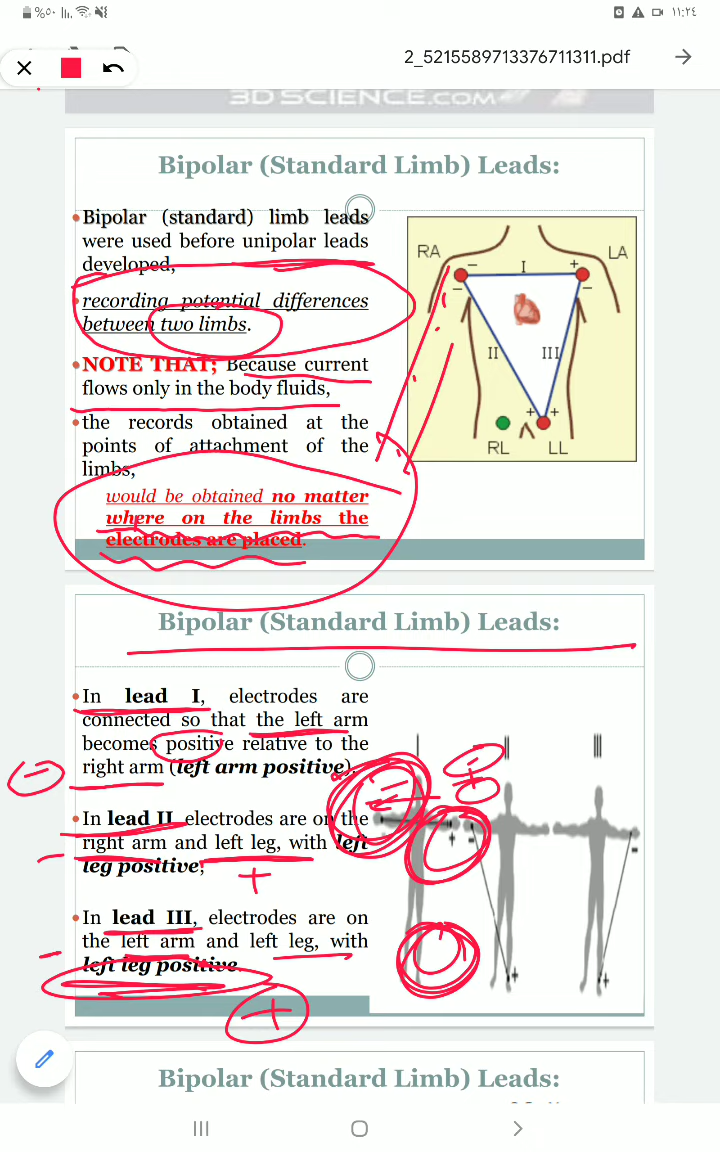 %٥٠
١١:٢٤
2_5215589713376711311.pdf
3D SCIENCE.COM
Bipolar (Standard Limb) Leads:
Bipolar (standard) limb leads
were used before unipolar leads
developed,
recording potential differences
between two limbs.
NOTE THAT; Because current
flows only in the body fluids,
the records obtained at the
points of attachment of the
limbs,
would be obtained no matter
where on the limbs the
electrodes are placed.
RA
LA
I
− +
− −
II III
+ +
RL LL
Bipolar (Standard Limb) Leads:
In lead I, electrodes are
connected so that the left arm
becomes positive relative to the
right arm (left arm positive),
In lead II electrodes are on the
right arm and left leg, with left
leg positive;
In lead III, electrodes are on
the left arm and left leg, with
left leg positive.
I II III
+ - -
+ +
Bipolar (Standard Limb) Leads: